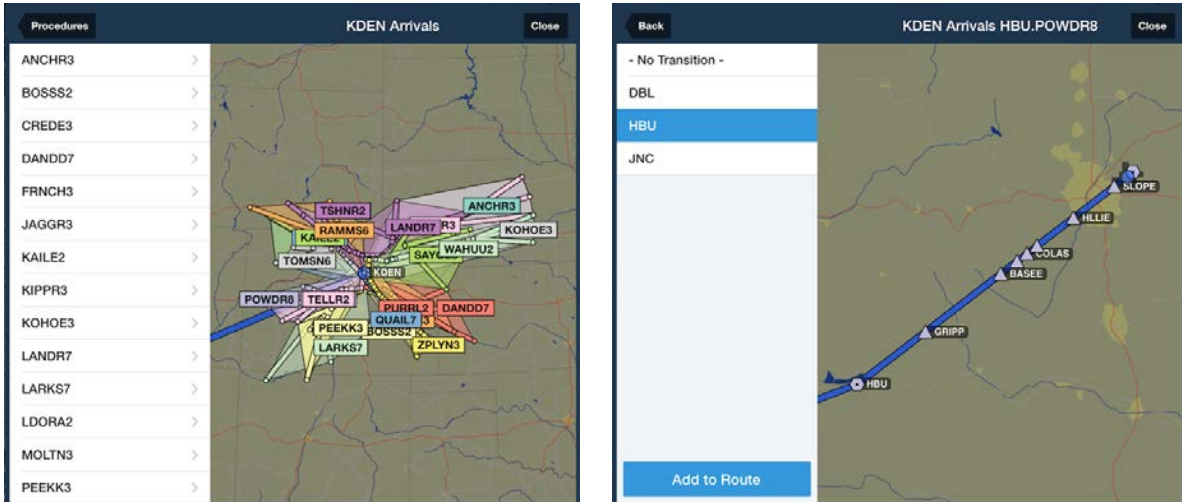 Procedures
KDEN Arrivals
Close
ANCHR3
BOSSS2
CREDE3
DANDD7
FRNCH3
JAGGR3
KAILE2
KIPPR3
KOHOE3
LANDR7
LARKS7
LDORA2
MOLTN3
PEEKK3
TSHNR2
ANCHR3
RAMMS6
LANDR7
R3
KOHOE3
WAHUU2
TOMSN6
KDEN
POWDR8
TELLR2
PURRL2
DANDD7
QUAIL7
PEEKK3
BOSSS2
LARKS7
ZPLYN3
Back
KDEN Arrivals HBU.POWDR8
Close
- No Transition -
DBL
HBU
JNC
Add to Route
SLOPE
HLLIE
COLAS
BASEE
GRIPP
HBU